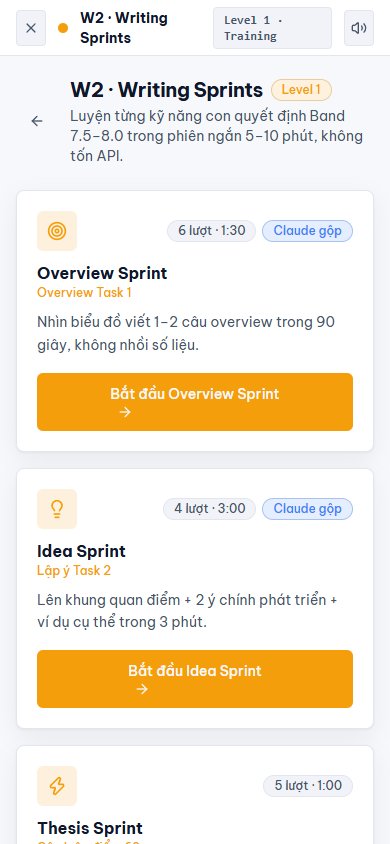 W2 · Writing Sprints
Level 1 · Training
W2 · Writing Sprints
Level 1
Luyện từng kỹ năng con quyết định Band
7.5–8.0 trong phiên ngắn 5–10 phút, không
tốn API.
6 lượt · 1:30
Claude gộp
Overview Sprint
Overview Task 1
Nhìn biểu đồ viết 1–2 câu overview trong 90
giây, không nhồi số liệu.
Bắt đầu Overview Sprint
4 lượt · 3:00
Claude gộp
Idea Sprint
Lập ý Task 2
Lên khung quan điểm + 2 ý chính phát triển +
ví dụ cụ thể trong 3 phút.
Bắt đầu Idea Sprint
5 lượt · 1:00
Thesis Sprint